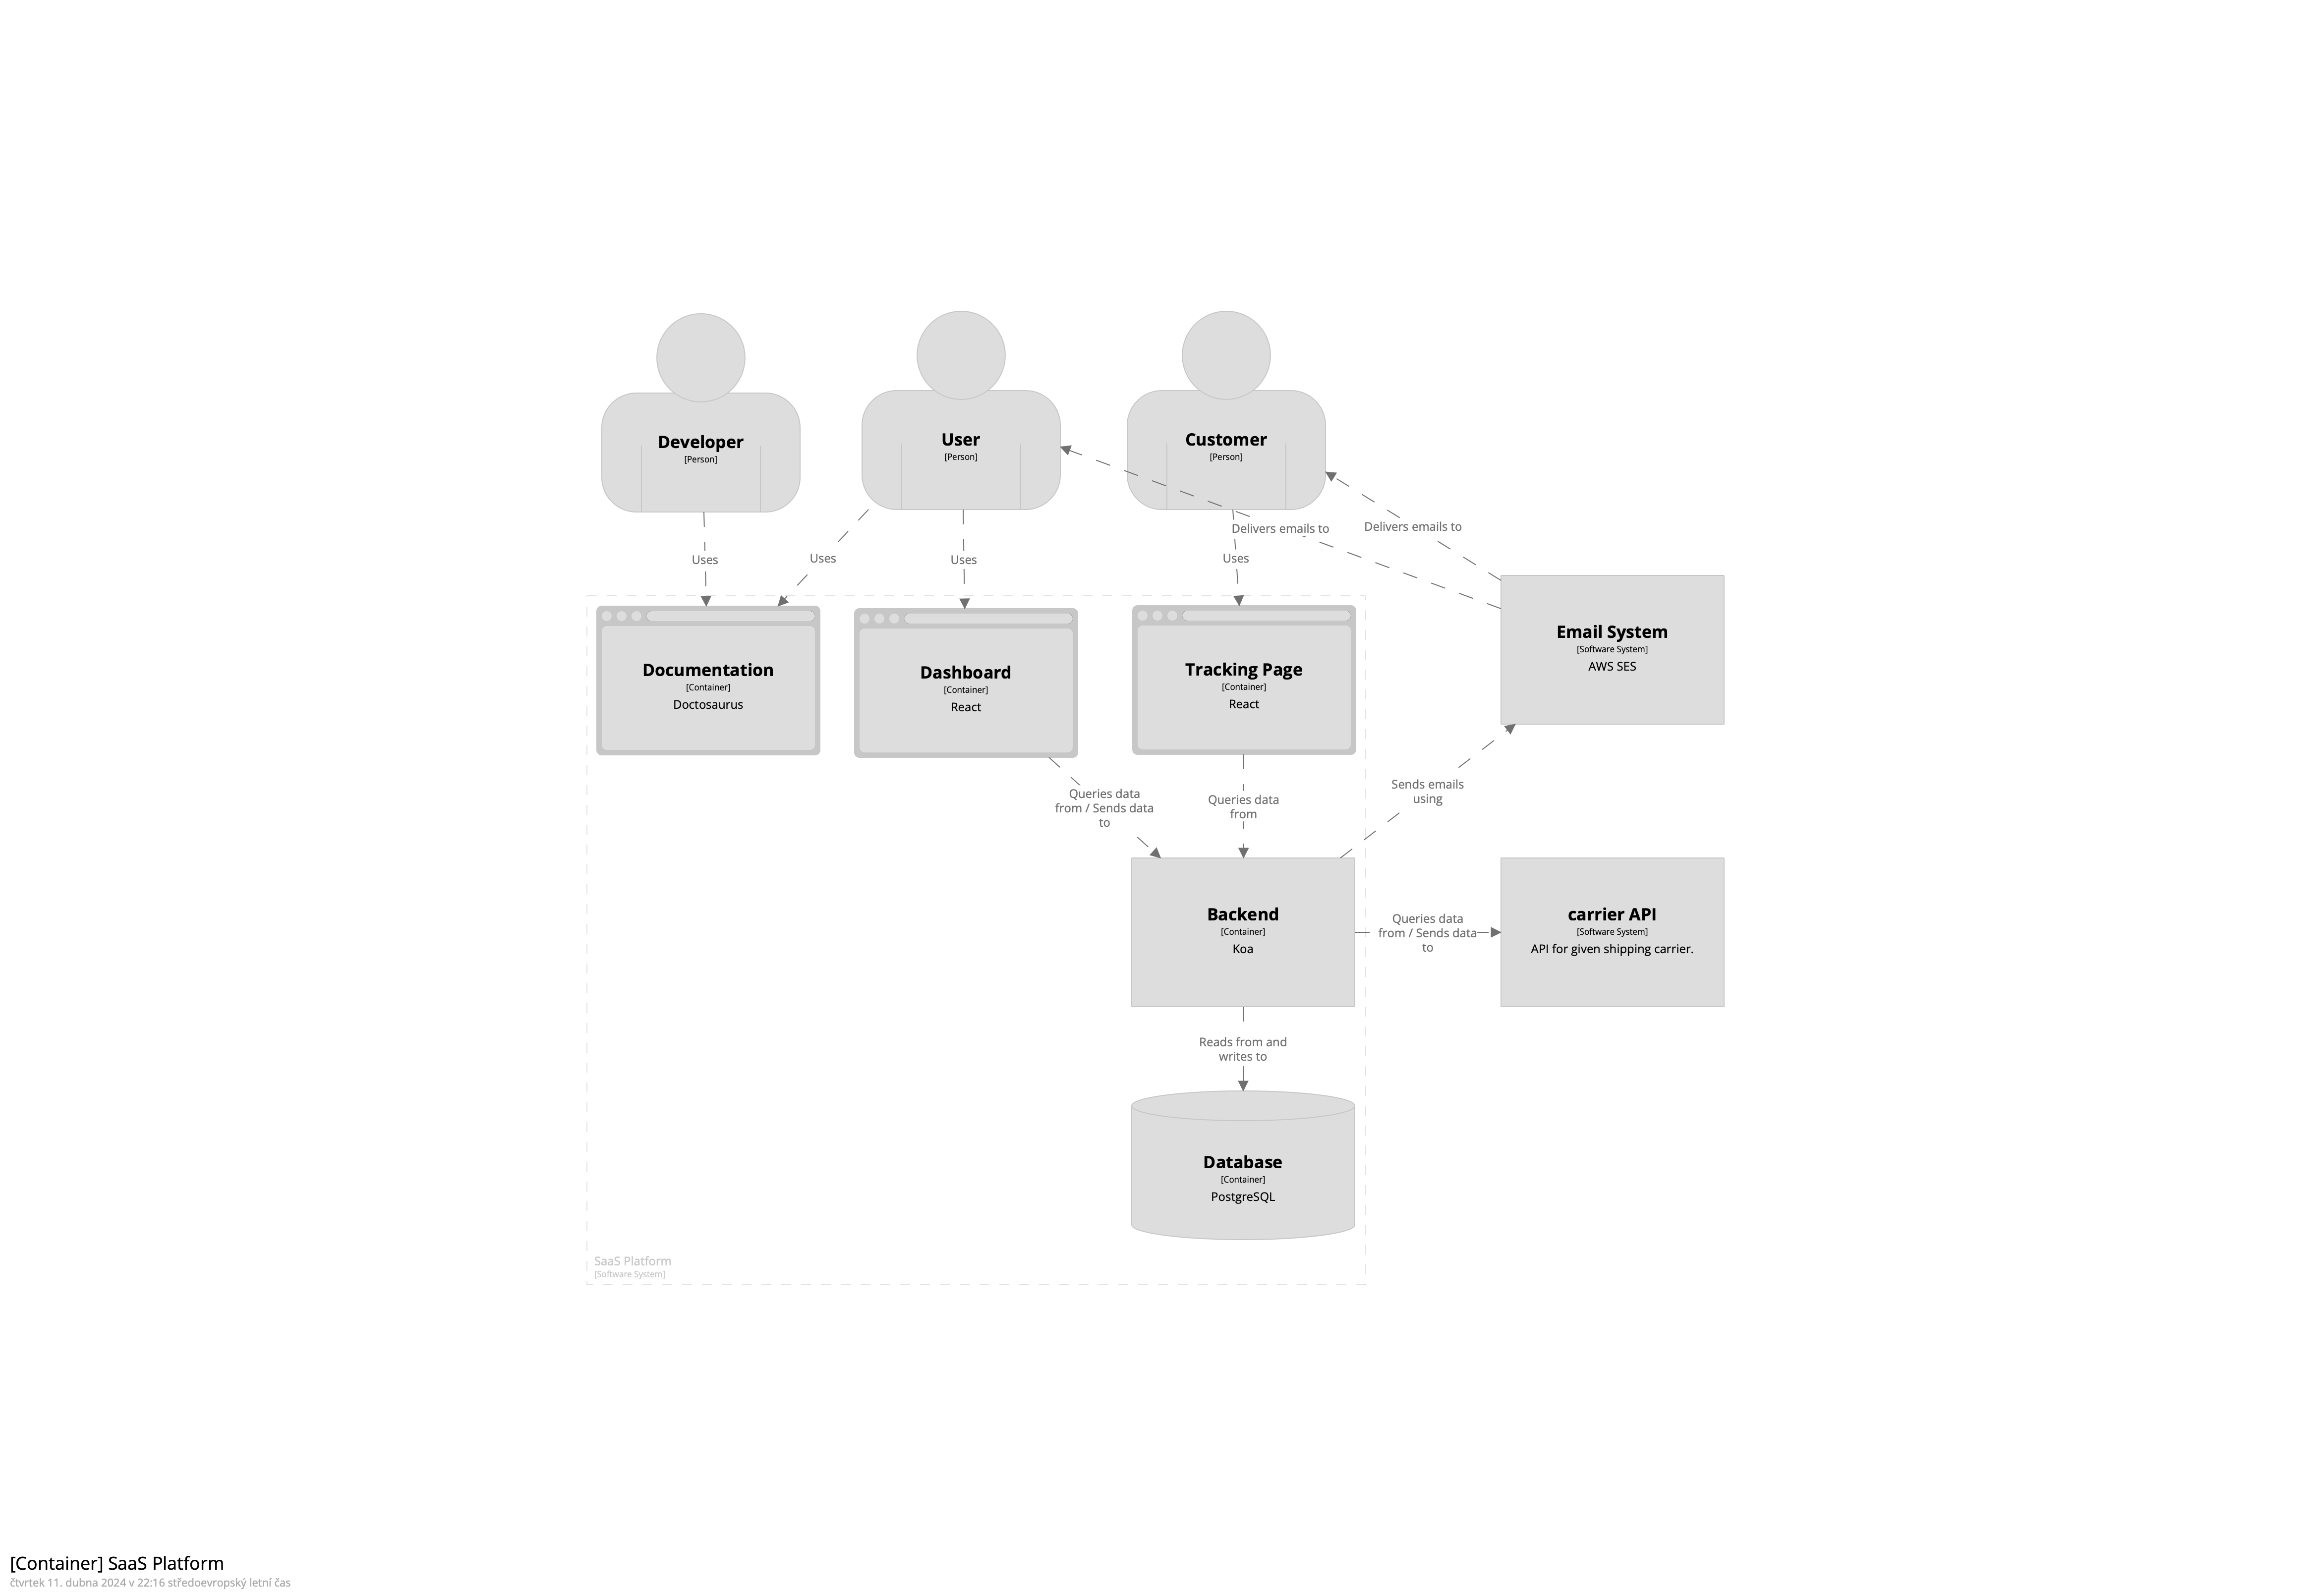 Developer
[Person]
User
[Person]
Customer
[Person]
Delivers emails to
Delivers emails to
Uses
Uses
Uses
Uses
Documentation
[Container]
Doctosaurus
Dashboard
[Container]
React
Tracking Page
[Container]
React
Email System
[Software System]
AWS SES
Queries data
from / Sends data
to
Queries data
from
Sends emails
using
Backend
[Container]
Koa
Queries data
from / Sends data
to
carrier API
[Software System]
API for given shipping carrier.
Reads from and
writes to
Database
[Container]
PostgreSQL
SaaS Platform
[Software System]
[Container] SaaS Platform
čtvrtek 11. dubna 2024 v 22:16 středoevropský letní čas